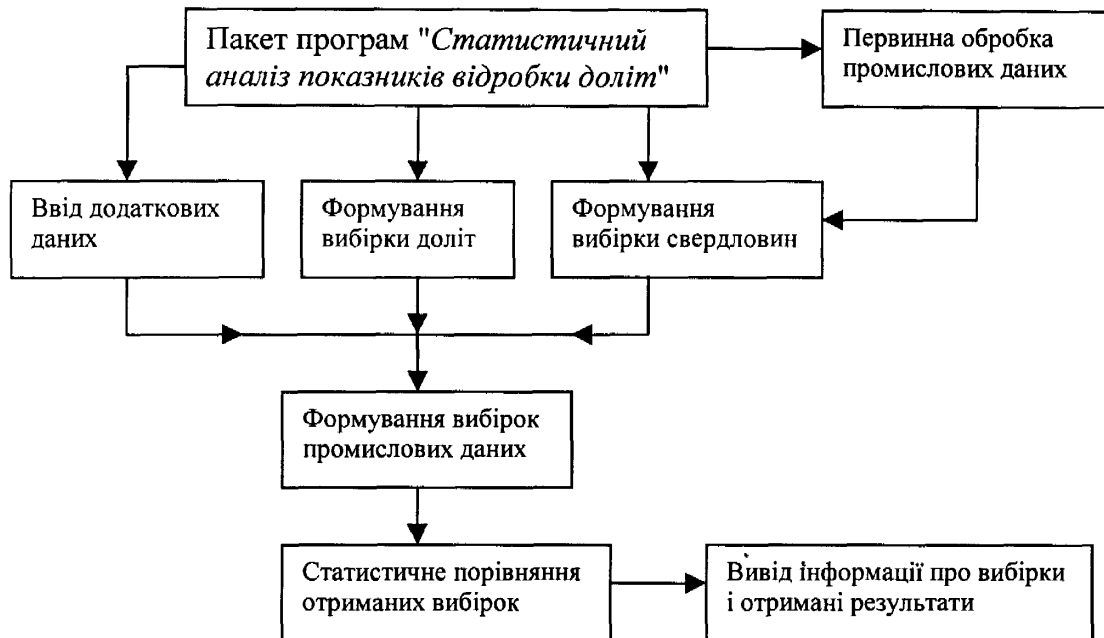 Пакет програм "Статистичний
аналіз показників відробки доліт"
Первинна обробка
промислових даних
Ввід додаткових
даних
Формування
вибірки доліт
Формування
вибірки свердловин
Формування вибірок
промислових даних
Статистичне порівняння
отриманих вибірок
Вивід інформації про вибірки
і отримані результати